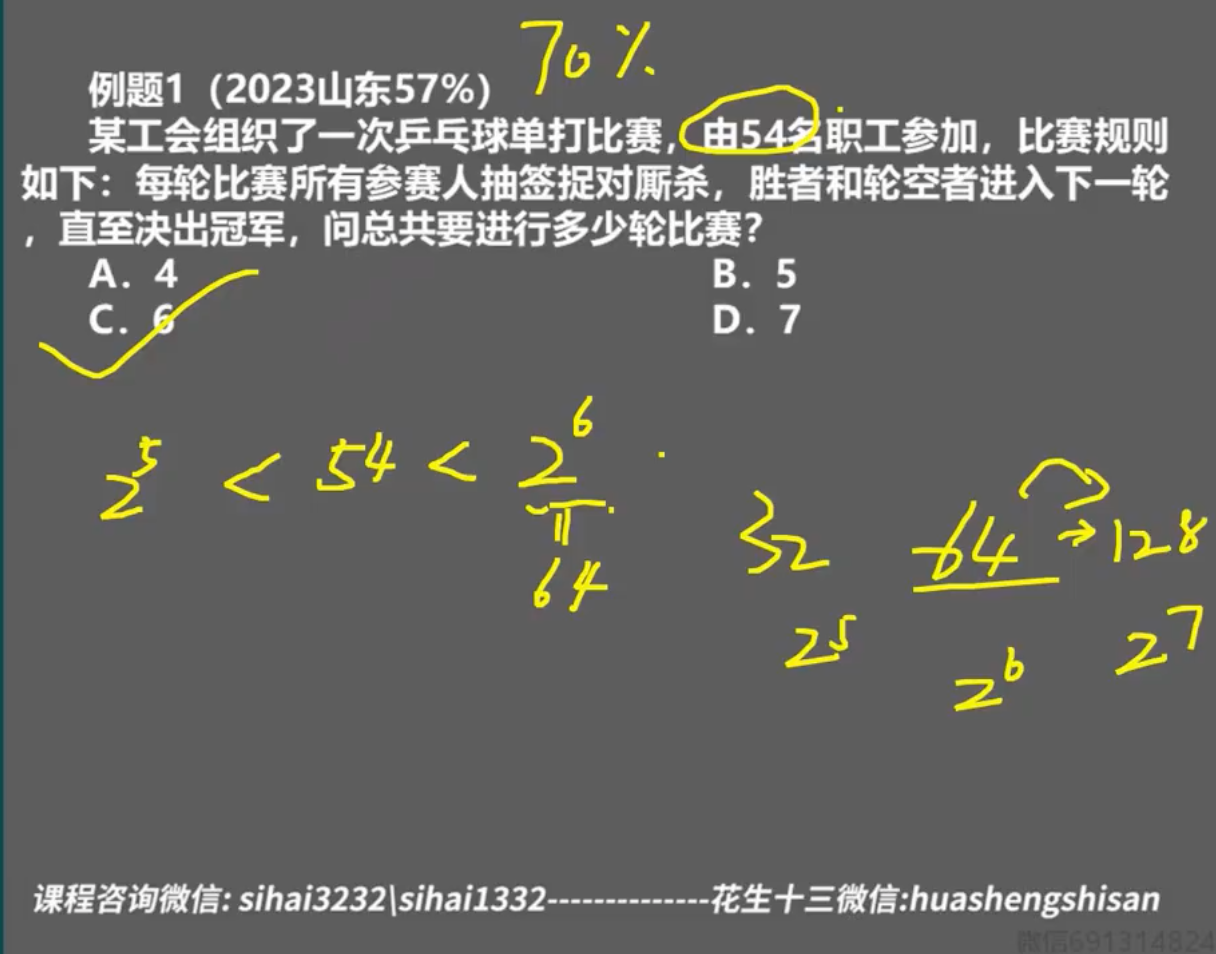 70%
例题1（2023山东57%）
某工会组织了一次乒乓球单打比赛，由54名职工参加，比赛规则
如下：每轮比赛所有参赛人抽签捉对厮杀，胜者和轮空者进入下一轮
，直至决出冠军，问总共要进行多少轮比赛？
A．4 B．5
C．6 D．7
2^5 < 54 < 2^6
64
32 64 → 128
2^5 2^6 2^7
课程咨询微信: sihai3232\sihai1332--------------花生十三微信:huashengshisan
微信691314824